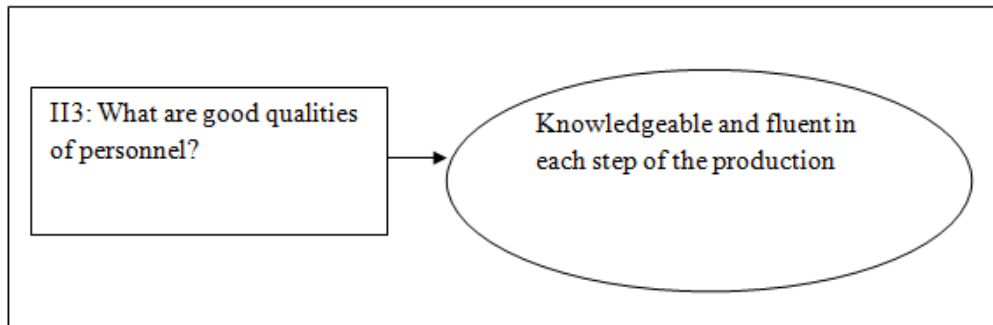 II3: What are good qualities
of personnel?
Knowledgeable and fluent in
each step of the production